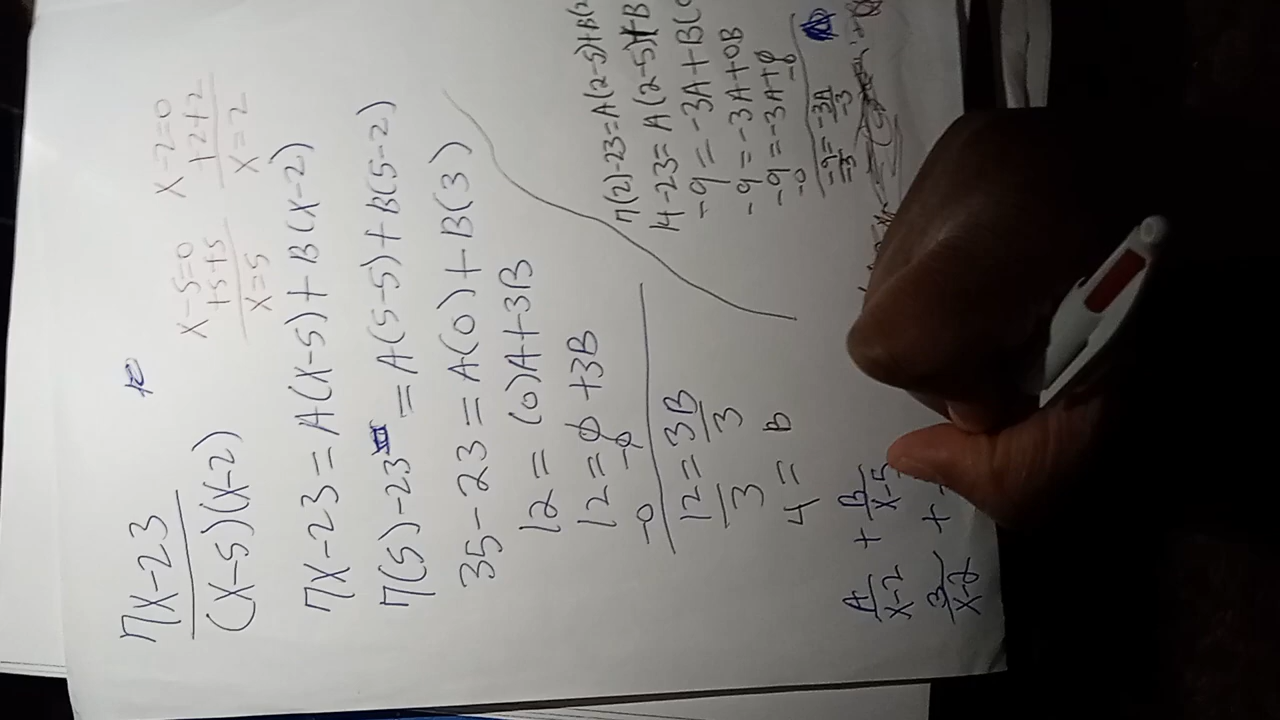 7x-23
(x-5)(x-2)
x-5=0
+5+5
x=5
x-2=0
+2+2
x=2
7x-23=A(x-5)+B(x-2)
7(5)-23=A(5-5)+B(5-2)
35-23=A(0)+B(3)
12=(0)A+3B
12=0+3B
-0 -0
12=3B
3 3
4=B
7(2)-23=A(2-5)+B(2
14-23=A(2-5)+B
-9=-3A+B(
-9=-3A+0B
-9=-3A+0
-0 -0
-9=-3A
-3 -3
A/x-2 + B/x-5
3/x-2 +